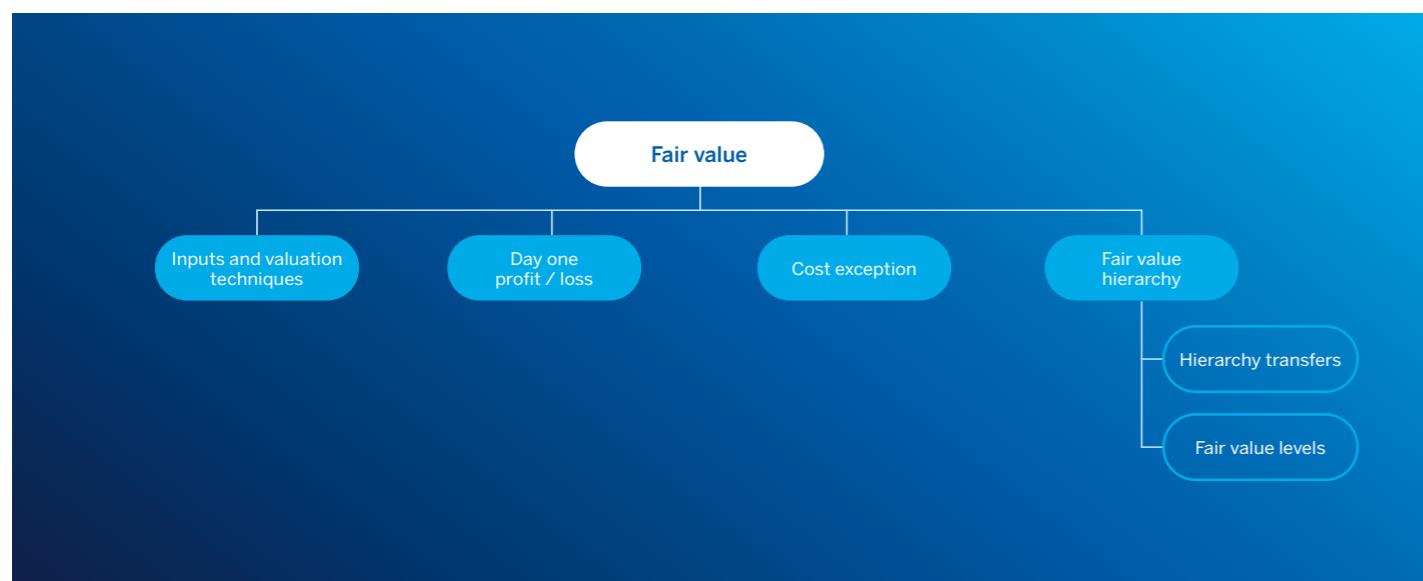 Fair value
Inputs and valuation
techniques
Day one
profit / loss
Cost exception
Fair value
hierarchy
Hierarchy transfers
Fair value levels